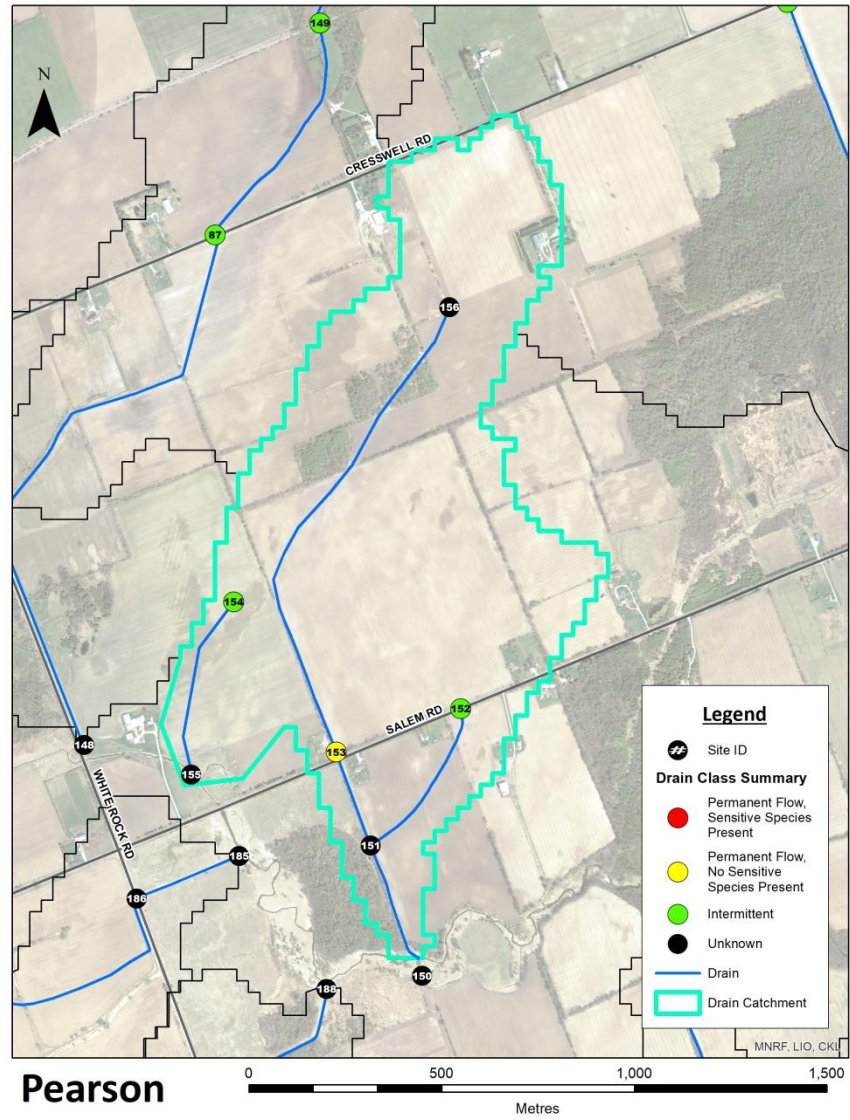 149
N
CRESSWELL RD
87
156
154
152
SALEM RD
153
148
155
WHITE ROCK RD
151
185
186
150
188
Legend
# Site ID
Drain Class Summary
Permanent Flow,
Sensitive Species
Present
Permanent Flow,
No Sensitive
Species Present
Intermittent
Unknown
Drain
Drain Catchment
MNRF, LIO, CKL
Pearson
0 500 1,000 1,500
Metres